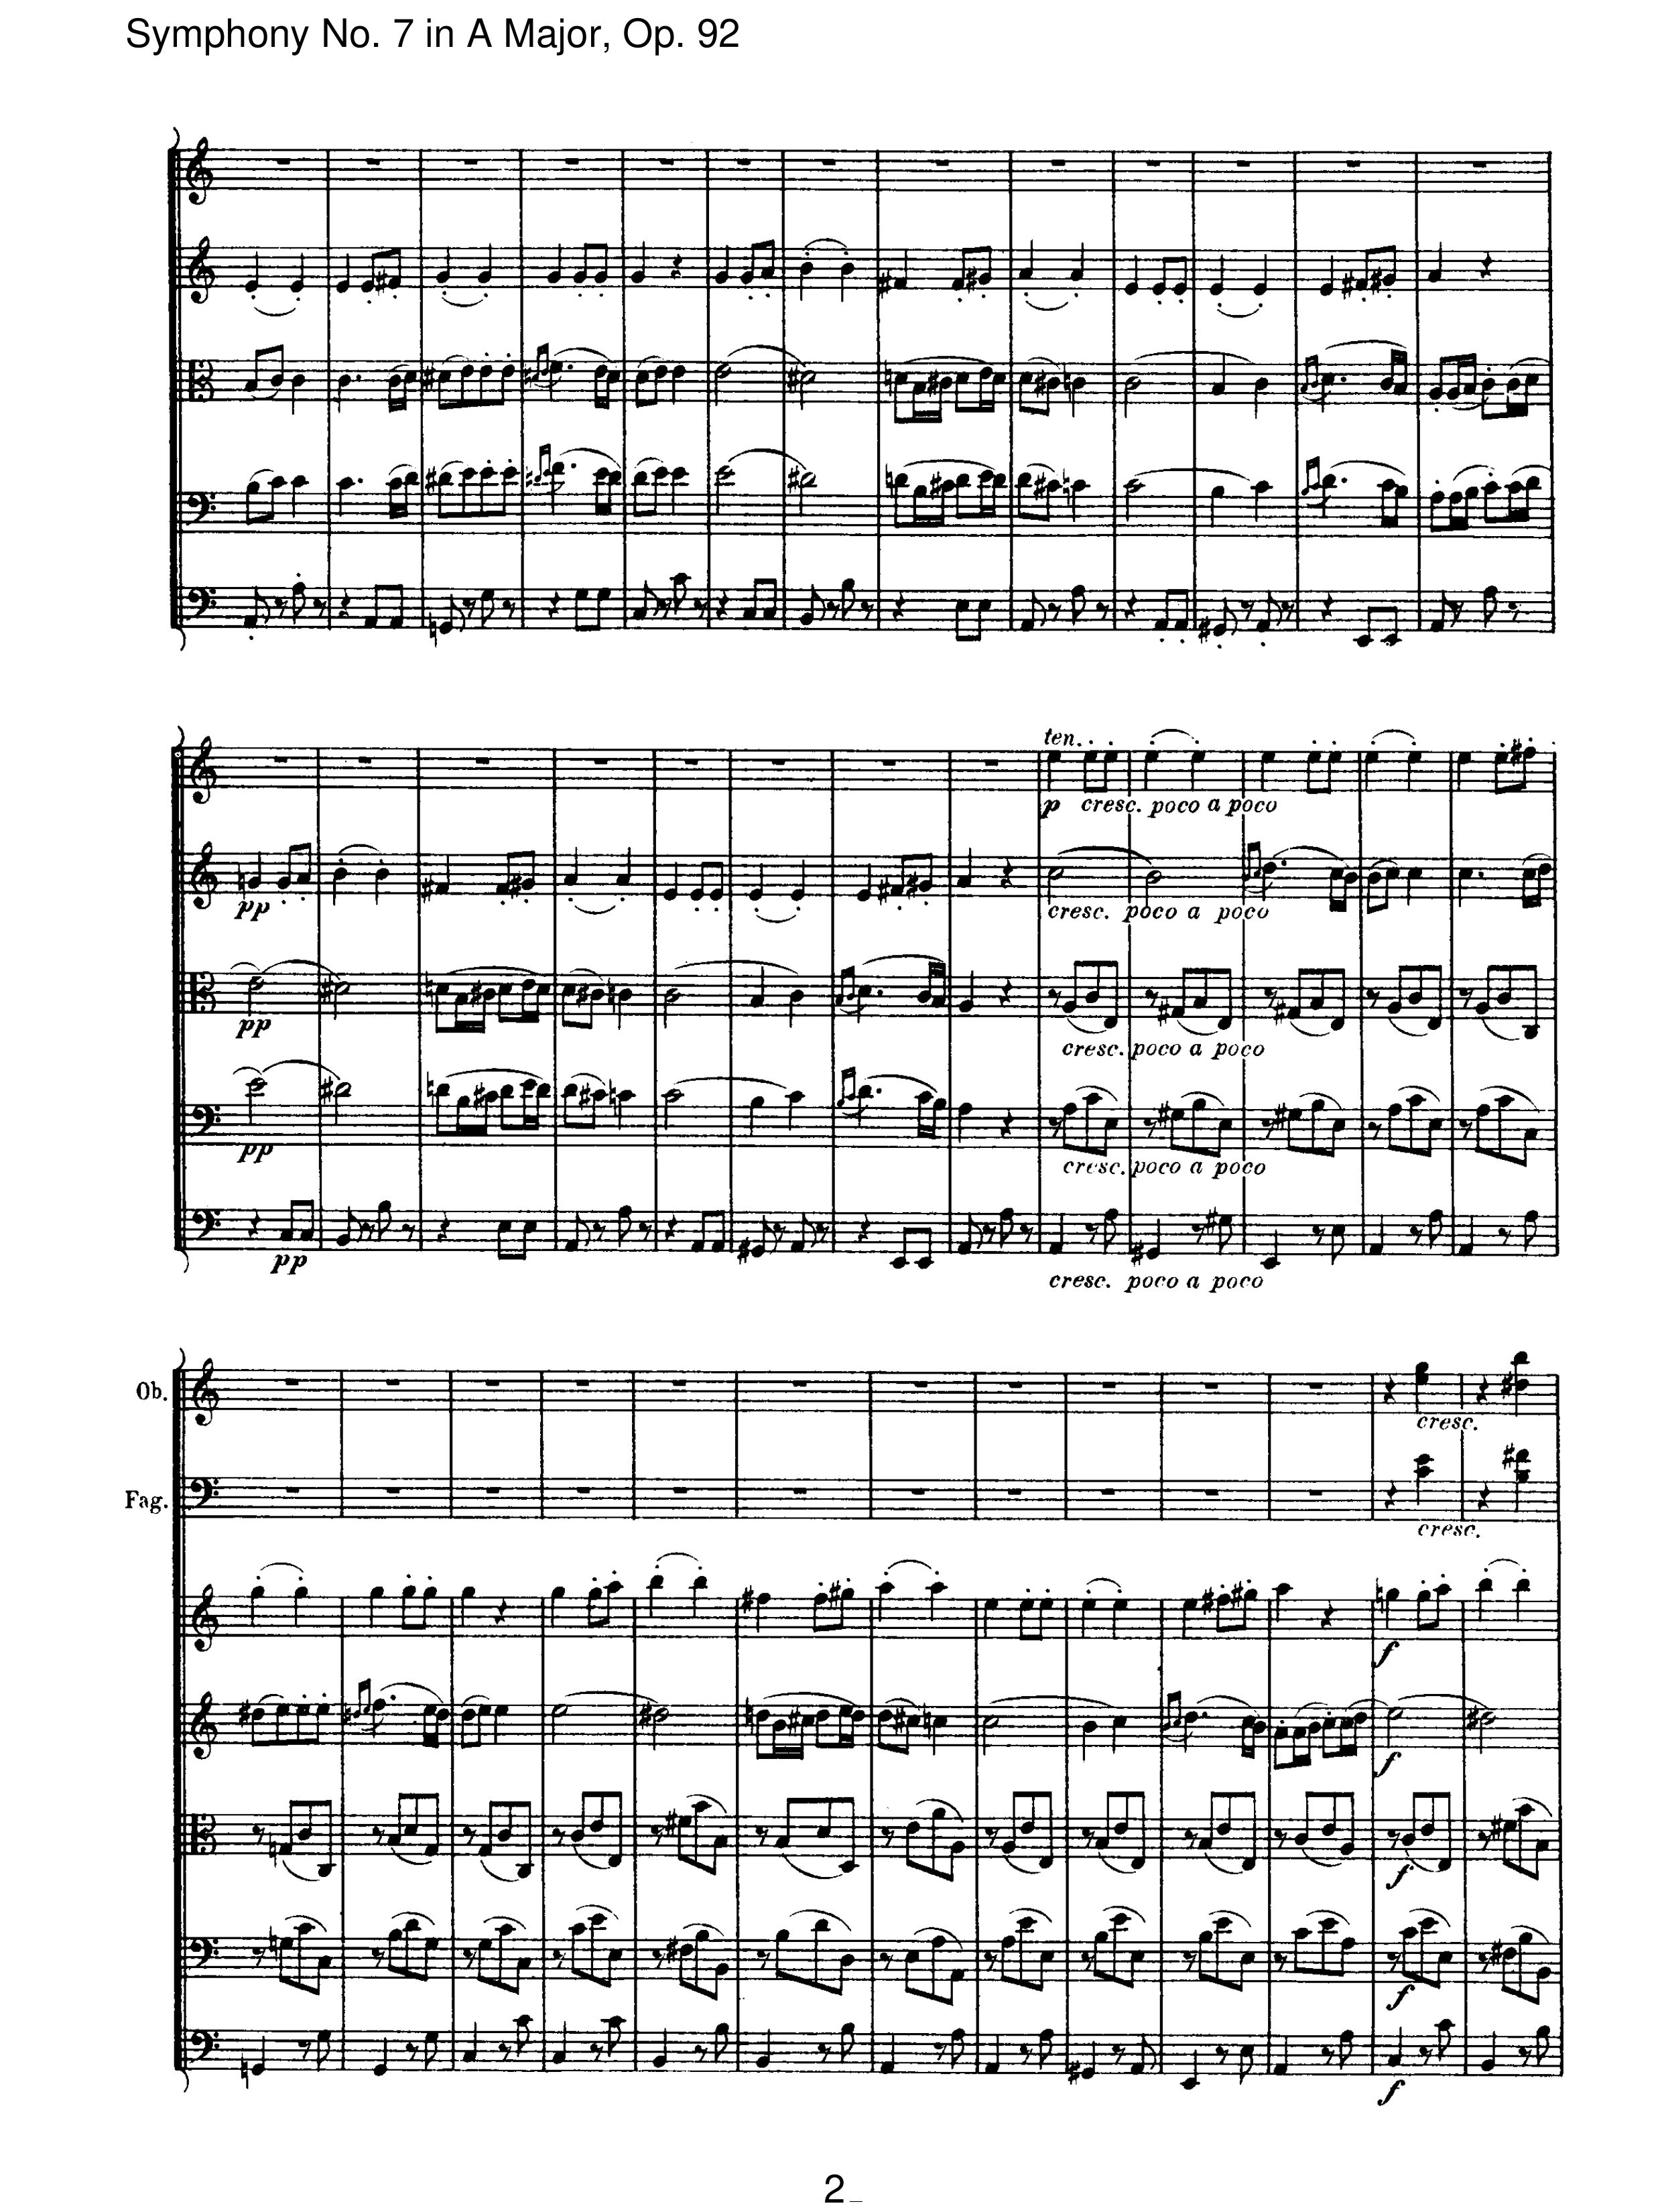 Symphony No. 7 in A Major, Op. 92
ten.
p cresc. poco a poco
pp
cresc. poco a poco
pp
cresc. poco a poco
pp
cresc. poco a poco
pp
cresc. poco a poco
Ob.
cresc.
Fag.
cresc.
f
f
f
f
f
2